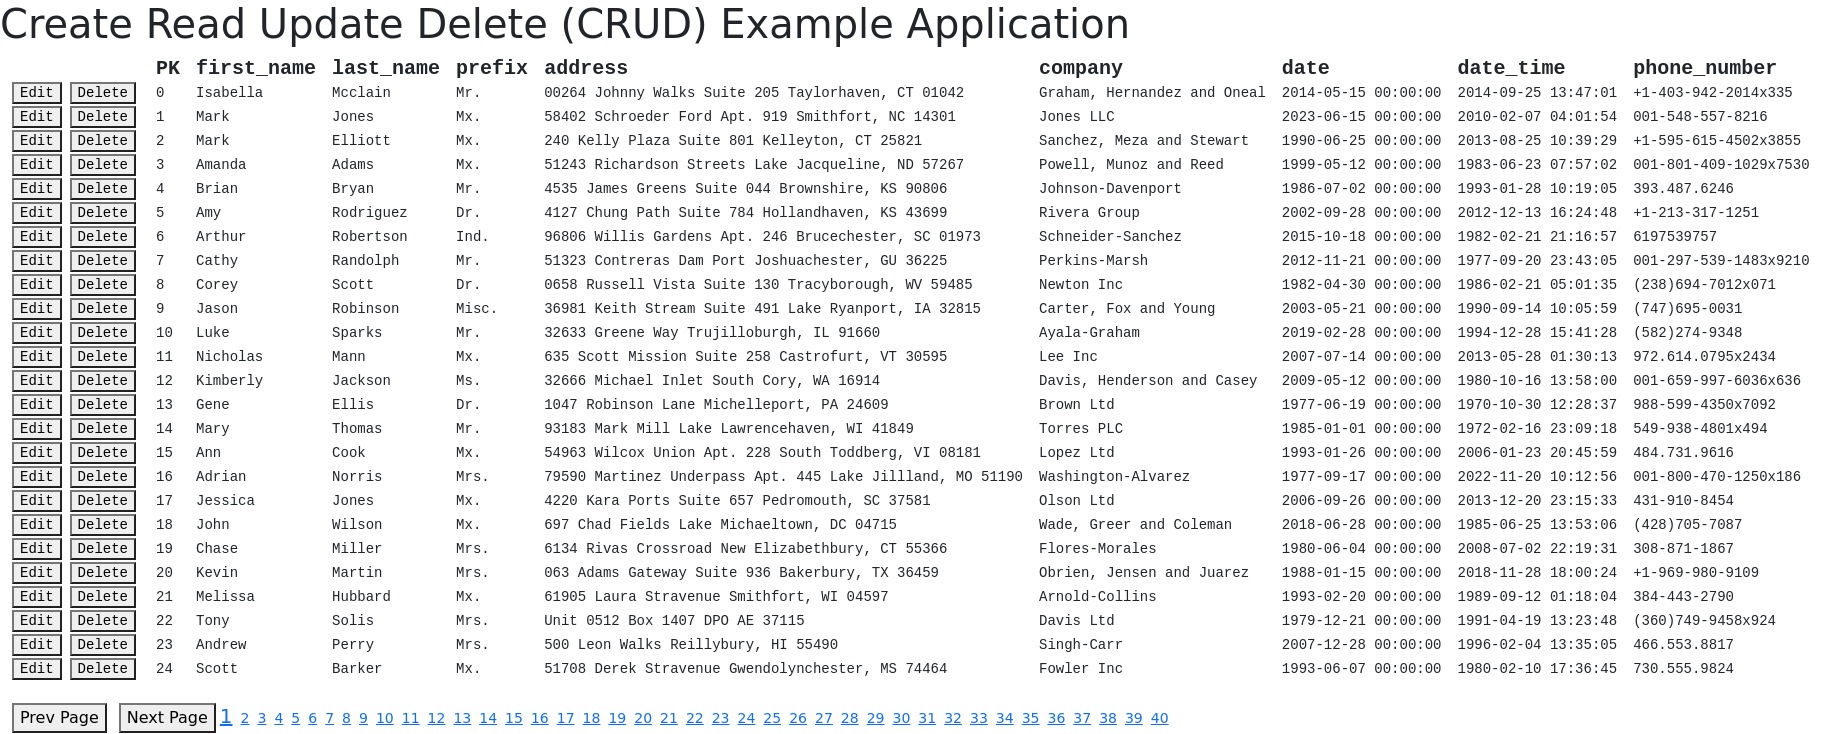 Create Read Update Delete (CRUD) Example Application
PK first_name last_name prefix address company date date_time phone_number
Edit Delete 0 Isabella Mcclain Mr. 00264 Johnny Walks Suite 205 Taylorhaven, CT 01042 Graham, Hernandez and Oneal 2014-05-15 00:00:00 2014-09-25 13:47:01 +1-403-942-2014x335
Edit Delete 1 Mark Jones Mx. 58402 Schroeder Ford Apt. 919 Smithfort, NC 14301 Jones LLC 2023-06-15 00:00:00 2010-02-07 04:01:54 001-548-557-8216
Edit Delete 2 Mark Elliott Mx. 240 Kelly Plaza Suite 801 Kelleyton, CT 25821 Sanchez, Meza and Stewart 1990-06-25 00:00:00 2013-08-25 10:39:29 +1-595-615-4502x3855
Edit Delete 3 Amanda Adams Mx. 51243 Richardson Streets Lake Jacqueline, ND 57267 Powell, Munoz and Reed 1999-05-12 00:00:00 1983-06-23 07:57:02 001-801-409-1029x7530
Edit Delete 4 Brian Bryan Mr. 4535 James Greens Suite 044 Brownshire, KS 90806 Johnson-Davenport 1986-07-02 00:00:00 1993-01-28 10:19:05 393.487.6246
Edit Delete 5 Amy Rodriguez Dr. 4127 Chung Path Suite 784 Hollandhaven, KS 43699 Rivera Group 2002-09-28 00:00:00 2012-12-13 16:24:48 +1-213-317-1251
Edit Delete 6 Arthur Robertson Ind. 96806 Willis Gardens Apt. 246 Brucechester, SC 01973 Schneider-Sanchez 2015-10-18 00:00:00 1982-02-21 21:16:57 6197539757
Edit Delete 7 Cathy Randolph Mr. 51323 Contreras Dam Port Joshuachester, GU 36225 Perkins-Marsh 2012-11-21 00:00:00 1977-09-20 23:43:05 001-297-539-1483x9210
Edit Delete 8 Corey Scott Dr. 0658 Russell Vista Suite 130 Tracyborough, WV 59485 Newton Inc 1982-04-30 00:00:00 1986-02-21 05:01:35 (238)694-7012x071
Edit Delete 9 Jason Robinson Misc. 36981 Keith Stream Suite 491 Lake Ryanport, IA 32815 Carter, Fox and Young 2003-05-21 00:00:00 1990-09-14 10:05:59 (747)695-0031
Edit Delete 10 Luke Sparks Mr. 32633 Greene Way Trujilloburgh, IL 91660 Ayala-Graham 2019-02-28 00:00:00 1994-12-28 15:41:28 (582)274-9348
Edit Delete 11 Nicholas Mann Mx. 635 Scott Mission Suite 258 Castrofurt, VT 30595 Lee Inc 2007-07-14 00:00:00 2013-05-28 01:30:13 972.614.0795x2434
Edit Delete 12 Kimberly Jackson Ms. 32666 Michael Inlet South Cory, WA 16914 Davis, Henderson and Casey 2009-05-12 00:00:00 1980-10-16 13:58:00 001-659-997-6036x636
Edit Delete 13 Gene Ellis Dr. 1047 Robinson Lane Michelleport, PA 24609 Brown Ltd 1977-06-19 00:00:00 1970-10-30 12:28:37 988-599-4350x7092
Edit Delete 14 Mary Thomas Mr. 93183 Mark Mill Lake Lawrencehaven, WI 41849 Torres PLC 1985-01-01 00:00:00 1972-02-16 23:09:18 549-938-4801x494
Edit Delete 15 Ann Cook Mx. 54963 Wilcox Union Apt. 228 South Toddberg, VI 08181 Lopez Ltd 1993-01-26 00:00:00 2006-01-23 20:45:59 484.731.9616
Edit Delete 16 Adrian Norris Mrs. 79590 Martinez Underpass Apt. 445 Lake Jillland, MO 51190 Washington-Alvarez 1977-09-17 00:00:00 2022-11-20 10:12:56 001-800-470-1250x186
Edit Delete 17 Jessica Jones Mx. 4220 Kara Ports Suite 657 Pedromouth, SC 37581 Olson Ltd 2006-09-26 00:00:00 2013-12-20 23:15:33 431-910-8454
Edit Delete 18 John Wilson Mx. 697 Chad Fields Lake Michaeltown, DC 04715 Wade, Greer and Coleman 2018-06-28 00:00:00 1985-06-25 13:53:06 (428)705-7087
Edit Delete 19 Chase Miller Mrs. 6134 Rivas Crossroad New Elizabethbury, CT 55366 Flores-Morales 1980-06-04 00:00:00 2008-07-02 22:19:31 308-871-1867
Edit Delete 20 Kevin Martin Mrs. 063 Adams Gateway Suite 936 Bakerbury, TX 36459 Obrien, Jensen and Juarez 1988-01-15 00:00:00 2018-11-28 18:00:24 +1-969-980-9109
Edit Delete 21 Melissa Hubbard Mx. 61905 Laura Stravenue Smithfort, WI 04597 Arnold-Collins 1993-02-20 00:00:00 1989-09-12 01:18:04 384-443-2790
Edit Delete 22 Tony Solis Mrs. Unit 0512 Box 1407 DPO AE 37115 Davis Ltd 1979-12-21 00:00:00 1991-04-19 13:23:48 (360)749-9458x924
Edit Delete 23 Andrew Perry Mrs. 500 Leon Walks Reillybury, HI 55490 Singh-Carr 2007-12-28 00:00:00 1996-02-04 13:35:05 466.553.8817
Edit Delete 24 Scott Barker Mx. 51708 Derek Stravenue Gwendolynchester, MS 74464 Fowler Inc 1993-06-07 00:00:00 1980-02-10 17:36:45 730.555.9824
Prev Page Next Page 1 2 3 4 5 6 7 8 9 10 11 12 13 14 15 16 17 18 19 20 21 22 23 24 25 26 27 28 29 30 31 32 33 34 35 36 37 38 39 40